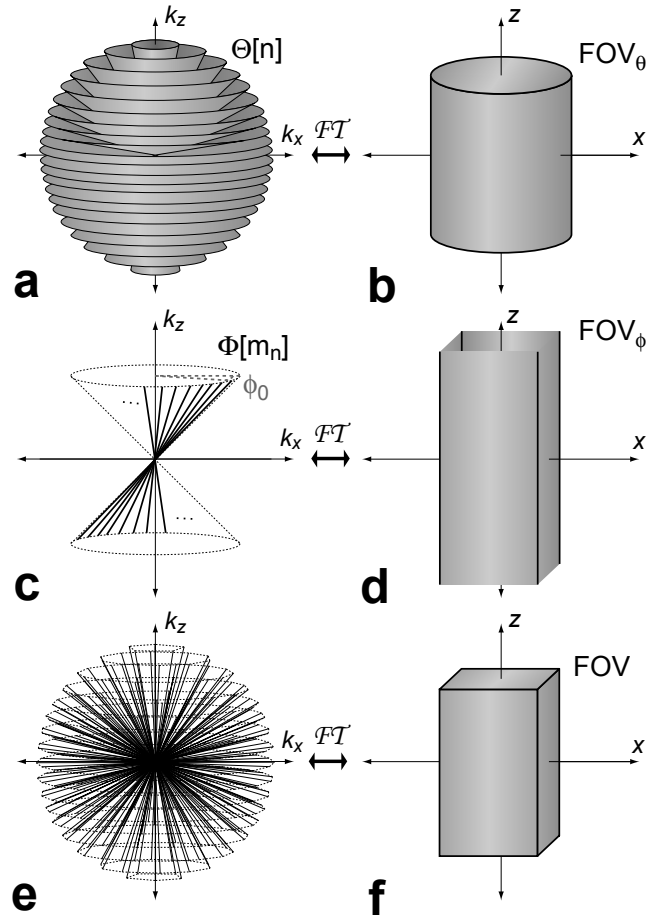 k_z
Θ[n]
k_x
ℱ𝒯
a
z
FOV_θ
x
b
k_z
Φ[m_n]
ϕ_0
...
k_x
ℱ𝒯
...
c
z
FOV_ϕ
x
d
k_z
k_x
ℱ𝒯
e
z
FOV
x
f